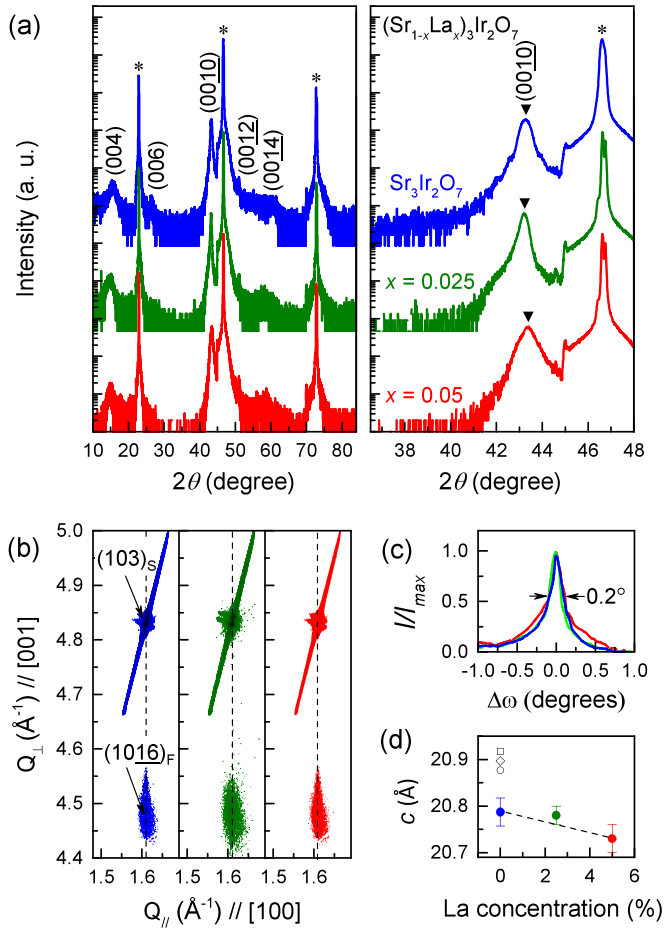 (a)
Intensity (a. u.)
(004)
*
(006)
(0010)
*
(0012)
(0014)
*
10 20 30 40 50 60 70 80
2θ (degree)
(Sr1-xLax)3Ir2O7
*
(0010)
Sr3Ir2O7
x = 0.025
x = 0.05
38 40 42 44 46 48
2θ (degree)
(b)
Q⊥ (Å-1) // [001]
5.0
4.9
4.8
4.7
4.6
4.5
4.4
(103)S
(1016)F
1.5 1.6 1.5 1.6 1.5 1.6
Q// (Å-1) // [100]
(c)
I/Imax
1.0
0.5
0.0
0.2°
-1.0 -0.5 0.0 0.5 1.0
Δω (degrees)
(d)
c (Å)
20.9
20.8
20.7
0 2 4 6
La concentration (%)